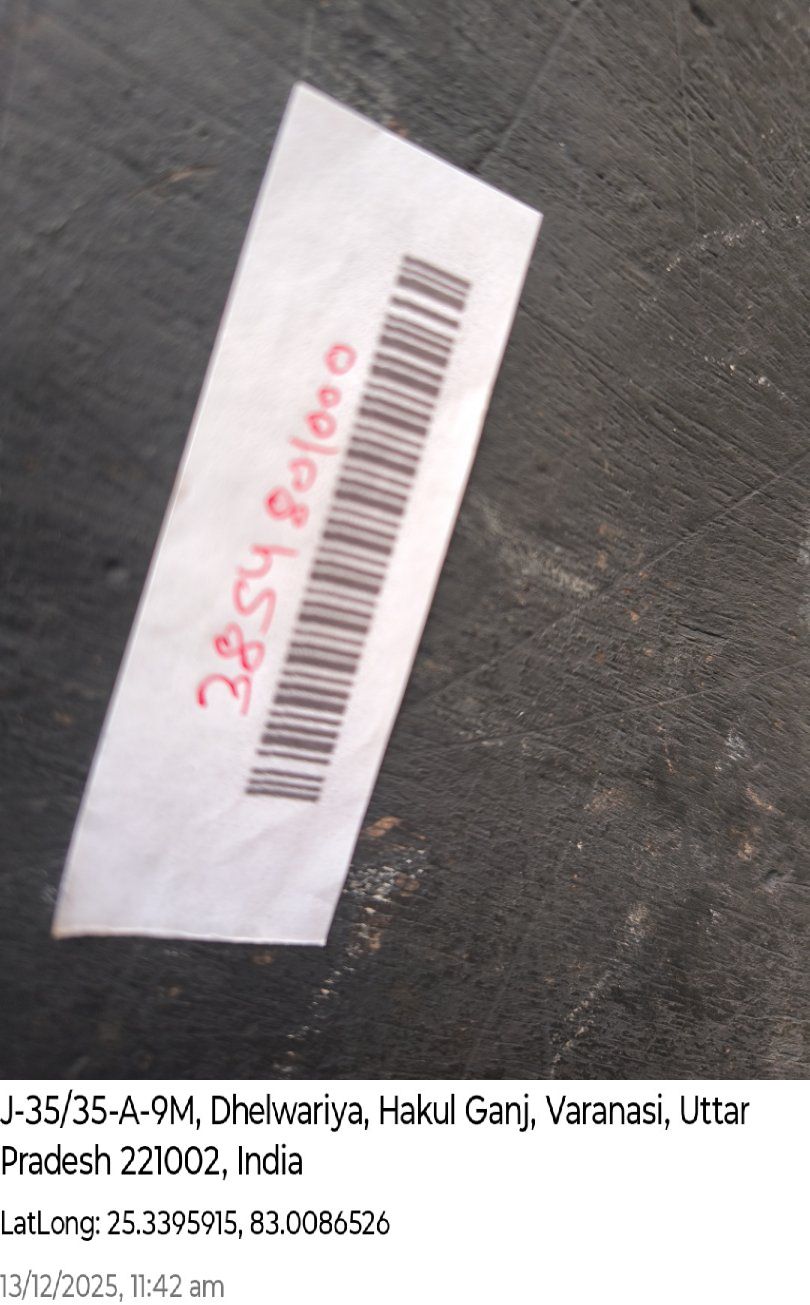 3854801000
J-35/35-A-9M, Dhelwariya, Hakul Ganj, Varanasi, Uttar
Pradesh 221002, India
LatLong: 25.3395915, 83.0086526
13/12/2025, 11:42 am